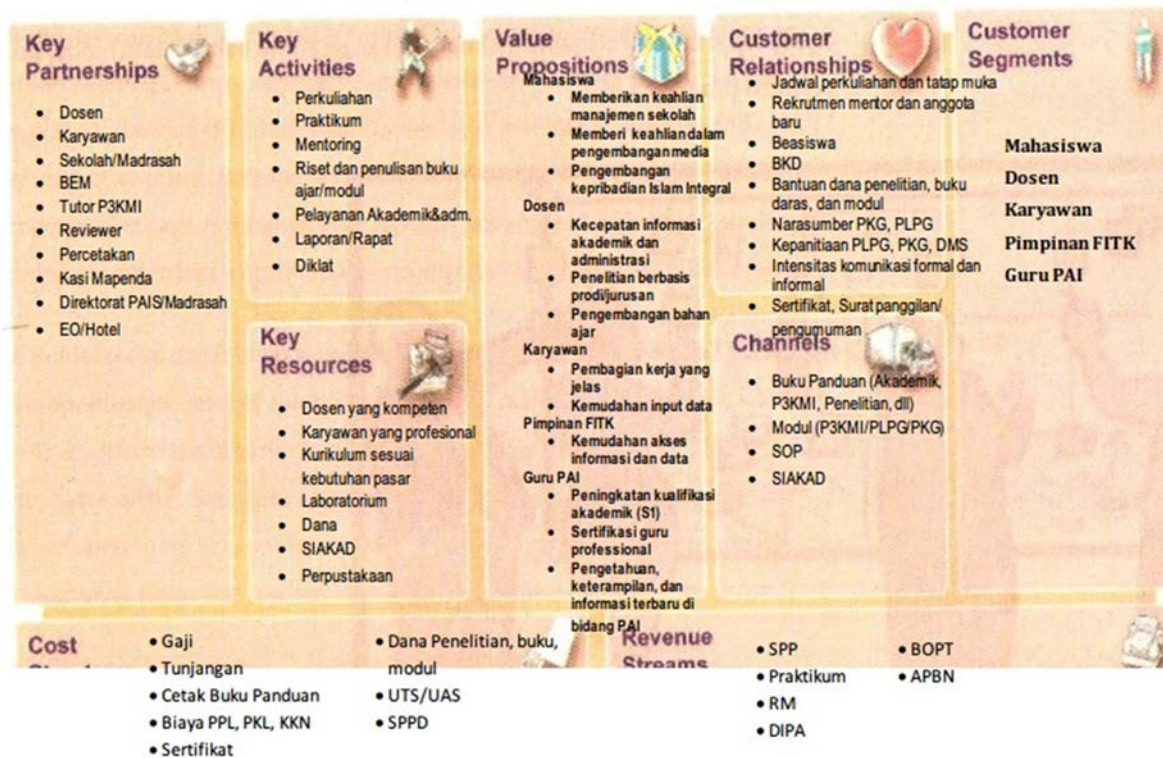 Key
Partnerships
• Dosen
• Karyawan
• Sekolah/Madrasah
• BEM
• Tutor P3KMI
• Reviewer
• Percetakan
• Kasi Mapenda
• Direktorat PAIS/Madrasah
• EO/Hotel
Key
Activities
• Perkuliahan
• Praktikum
• Mentoring
• Riset dan penulisan buku
ajar/modul
• Pelayanan Akademik&adm.
• Laporan/Rapat
• Diklat
Key
Resources
• Dosen yang kompeten
• Karyawan yang profesional
• Kurikulum sesuai
kebutuhan pasar
• Laboratorium
• Dana
• SIAKAD
• Perpustakaan
Value
Propositions
Mahasiswa
• Memberikan keahlian
manajemen sekolah
• Memberi keahlian dalam
pengembangan media
• Pengembangan
kepribadian Islam Integral
Dosen
• Kecepatan informasi
akademik dan
administrasi
• Penelitian berbasis
prodi/jurusan
• Pengembangan bahan
ajar
Karyawan
• Pembagian kerja yang
jelas
• Kemudahan input data
Pimpinan FITK
• Kemudahan akses
informasi dan data
Guru PAI
• Peningkatan kualifikasi
akademik (S1)
• Sertifikasi guru
professional
• Pengetahuan,
keterampilan, dan
informasi terbaru di
bidang PAI
Customer
Relationships
• Jadwal perkuliahan dan tatap muka
• Rekrutmen mentor dan anggota
baru
• Beasiswa
• BKD
• Bantuan dana penelitian, buku
daras, dan modul
• Narasumber PKG, PLPG
• Kepanitiaan PLPG, PKG, DMS
• Intensitas komunikasi formal dan
informal
• Sertifikat, Surat panggilan/
pengumuman
Channels
• Buku Panduan (Akademik,
P3KMI, Penelitian, dll)
• Modul (P3KMI/PLPG/PKG)
• SOP
• SIAKAD
Customer
Segments
Mahasiswa
Dosen
Karyawan
Pimpinan FITK
Guru PAI
Cost
• Gaji
• Tunjangan
• Cetak Buku Panduan
• Biaya PPL, PKL, KKN
• Sertifikat
• Dana Penelitian, buku,
modul
• UTS/UAS
• SPPD
Revenue
Streams
• SPP
• Praktikum
• RM
• DIPA
• BOPT
• APBN